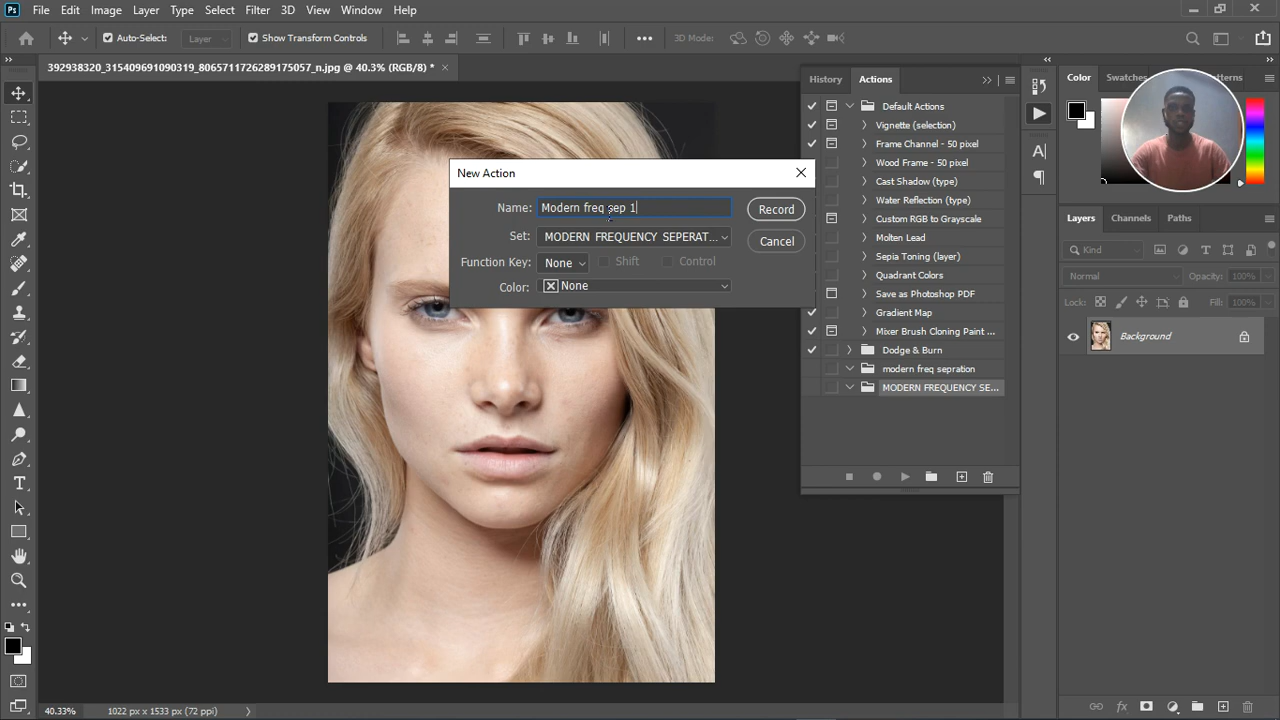 Ps File Edit Image Layer Type Select Filter 3D View Window Help
Auto-Select: Layer Show Transform Controls 3D Mode:
392938320_315409691090319_8065711726289175057_n.jpg @ 40.3% (RGB/8) *
History Actions
Default Actions
Vignette (selection)
Frame Channel - 50 pixel
Wood Frame - 50 pixel
Cast Shadow (type)
Water Reflection (type)
Custom RGB to Grayscale
Molten Lead
Sepia Toning (layer)
Quadrant Colors
Save as Photoshop PDF
Gradient Map
Mixer Brush Cloning Paint ...
Dodge & Burn
modern freq sepration
MODERN FREQUENCY SE...
New Action
Name: Modern freq sep 1 Record
Set: MODERN FREQUENCY SEPERAT... Cancel
Function Key: None Shift Control
Color: None
Color Swatches
Layers Channels Paths
Kind
Normal Opacity: 100%
Lock: Fill: 100%
Background
40.33% 1022 px x 1533 px (72 ppi)